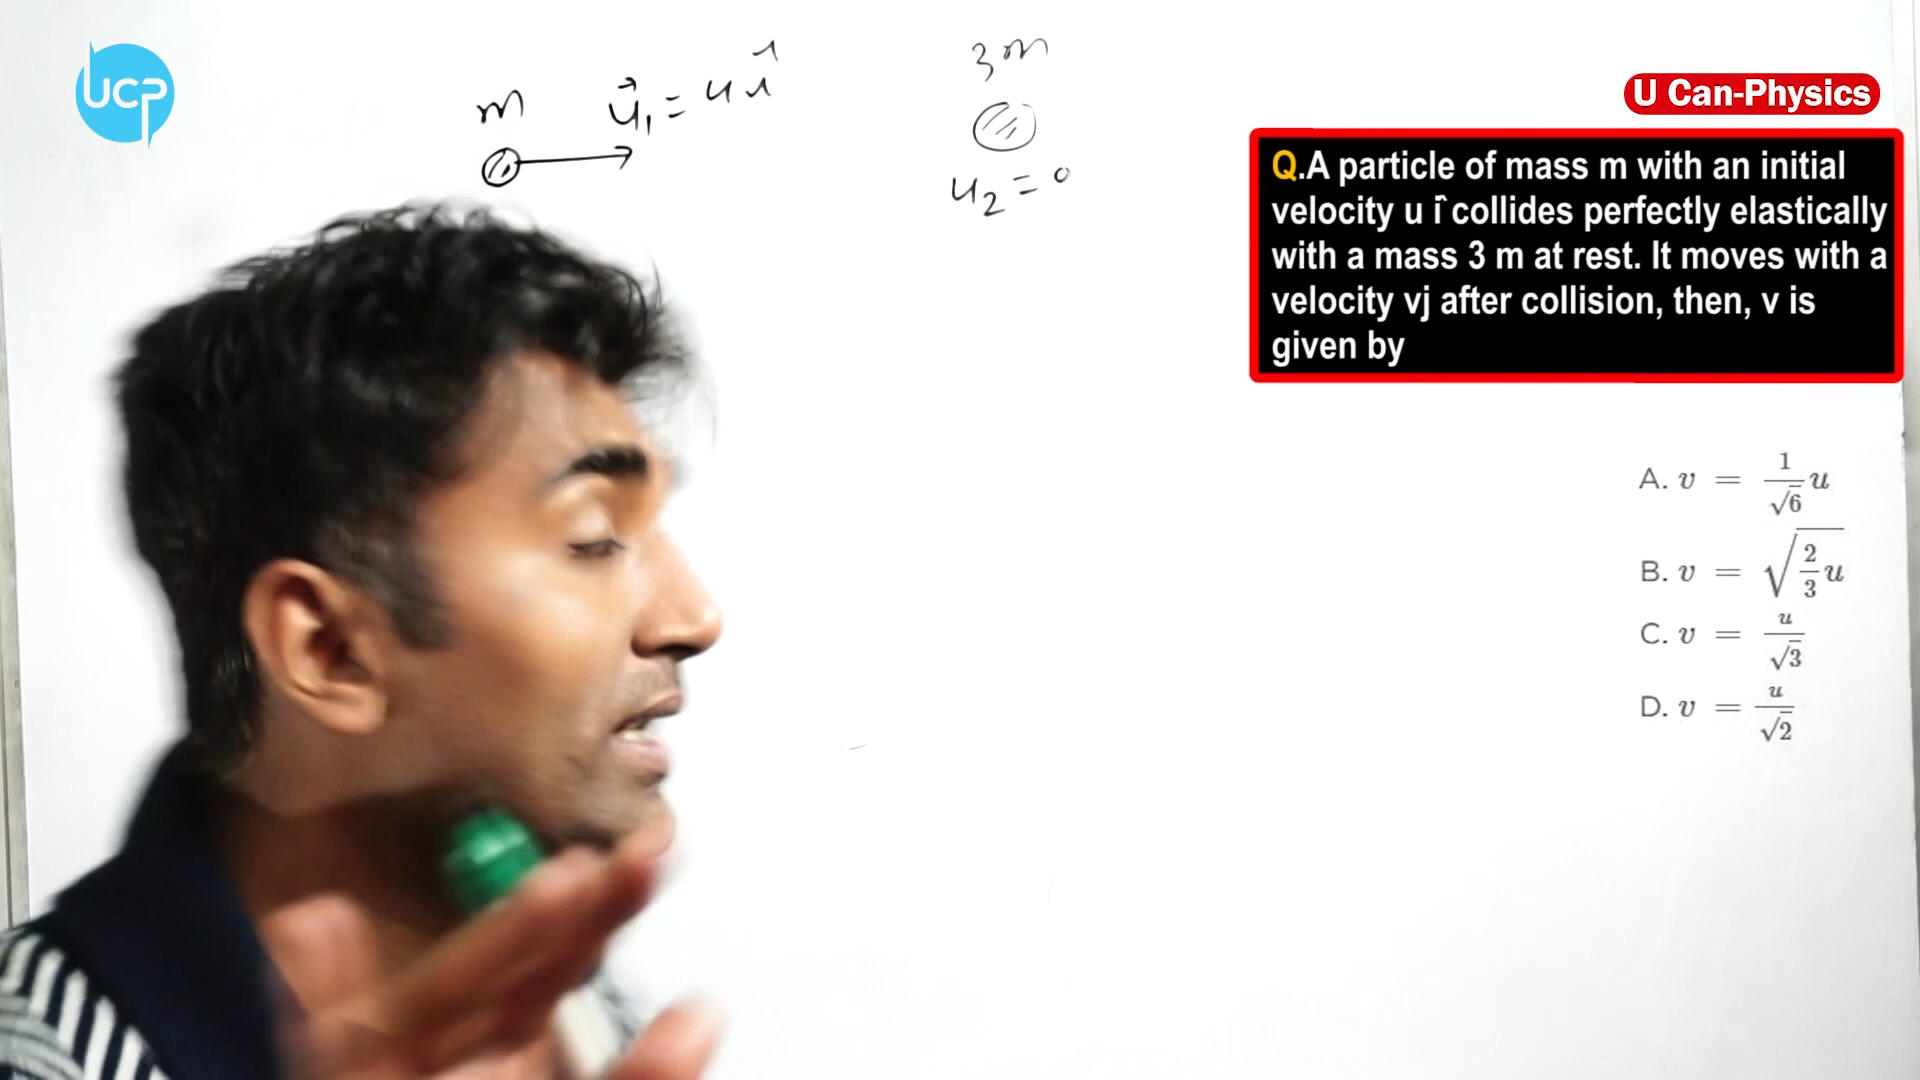 UCP
m
u⃗₁ = u î
3m
u₂ = 0
U Can-Physics
Q.A particle of mass m with an initial
velocity u î collides perfectly elastically
with a mass 3 m at rest. It moves with a
velocity vj after collision, then, v is
given by
A. v = 1/√6 u
B. v = √(2/3 u)
C. v = u/√3
D. v = u/√2